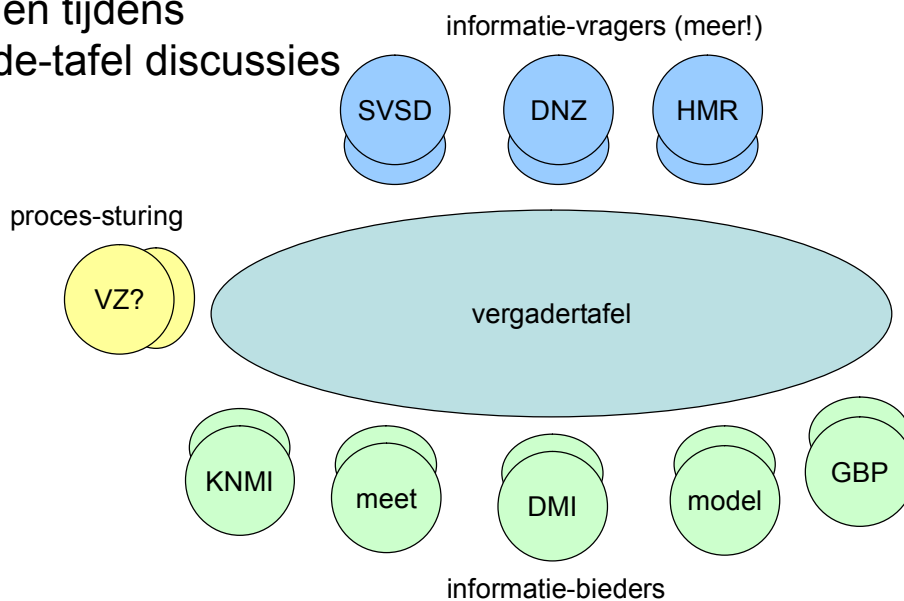 en tijdens
de-tafel discussies
informatie-vragers (meer!)
SVSD DNZ HMR
proces-sturing
VZ?
vergadertafel
KNMI meet DMI model GBP
informatie-bieders